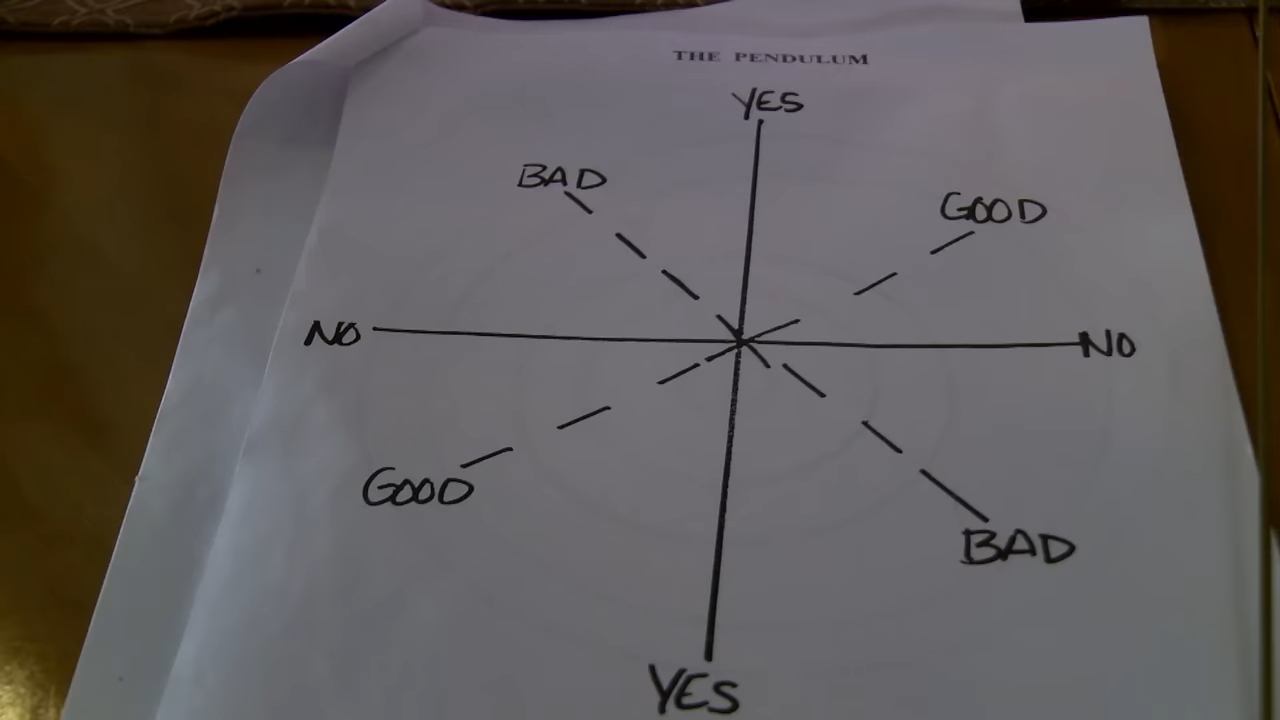 THE PENDULUM
YES
BAD
GOOD
NO
NO
GOOD
BAD
YES